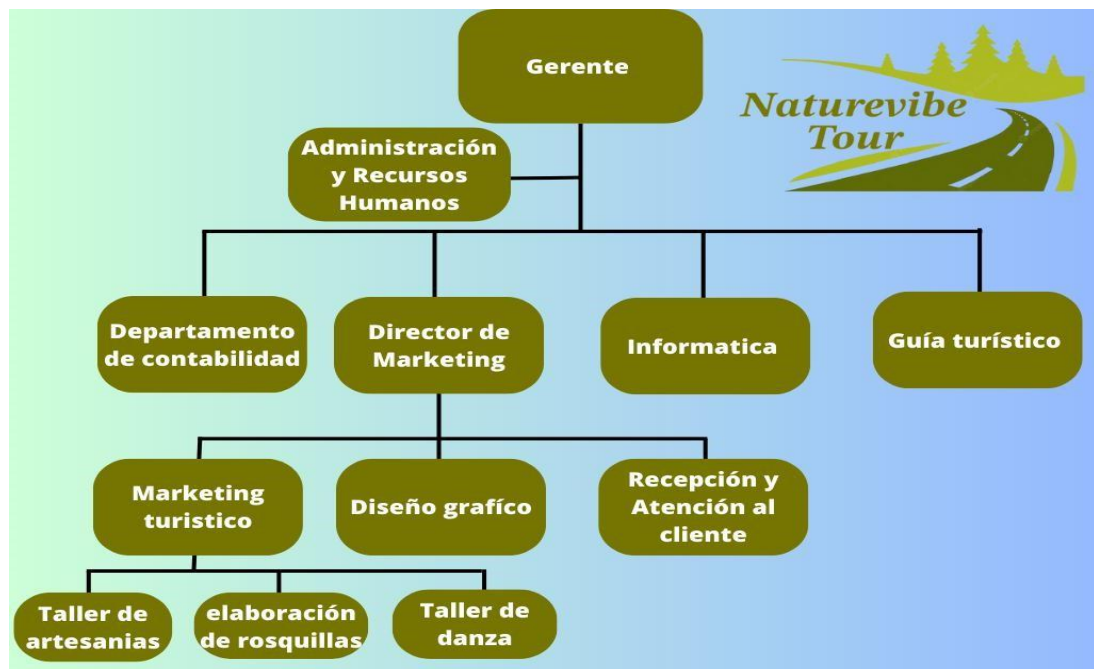 Gerente
Naturevibe
Tour
Administración
y Recursos
Humanos
Departamento
de contabilidad
Director de
Marketing
Informatica
Guía turístico
Marketing
turistico
Diseño grafíco
Recepción y
Atención al
cliente
Taller de
artesanias
elaboración
de rosquillas
Taller de
danza